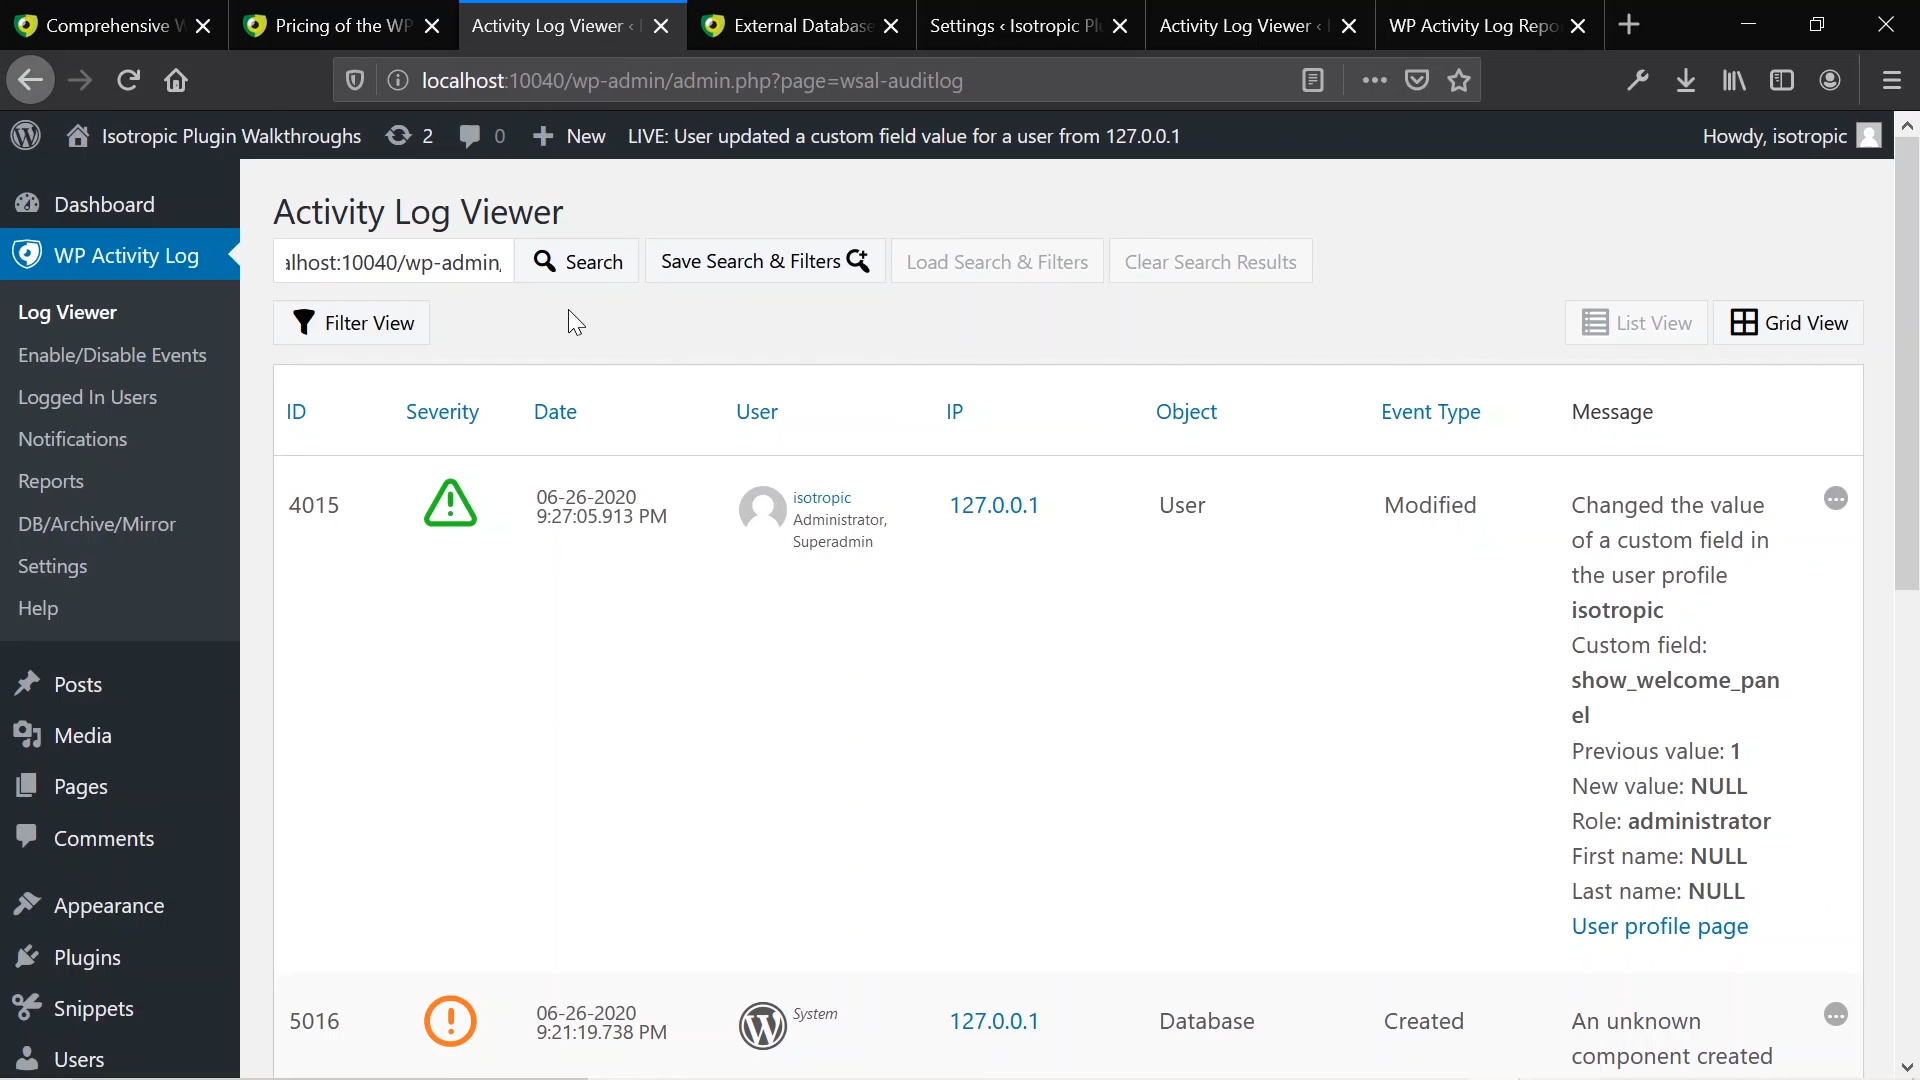 Comprehensive W
Pricing of the WP
Activity Log Viewer ‹
External Database
Settings ‹ Isotropic Pl
Activity Log Viewer ‹
WP Activity Log Repo
localhost:10040/wp-admin/admin.php?page=wsal-auditlog
Isotropic Plugin Walkthroughs
2
0
New
LIVE: User updated a custom field value for a user from 127.0.0.1
Howdy, isotropic
Dashboard
WP Activity Log
Log Viewer
Enable/Disable Events
Logged In Users
Notifications
Reports
DB/Archive/Mirror
Settings
Help
Posts
Media
Pages
Comments
Appearance
Plugins
Snippets
Users
Activity Log Viewer
alhost:10040/wp-admin,
Search
Save Search & Filters
Load Search & Filters
Clear Search Results
Filter View
List View
Grid View
ID Severity Date User IP Object Event Type Message
4015
06-26-2020
9:27:05.913 PM
isotropic
Administrator,
Superadmin
127.0.0.1
User
Modified
Changed the value
of a custom field in
the user profile
isotropic
Custom field:
show_welcome_pan
el
Previous value: 1
New value: NULL
Role: administrator
First name: NULL
Last name: NULL
User profile page
5016
06-26-2020
9:21:19.738 PM
System
127.0.0.1
Database
Created
An unknown
component created